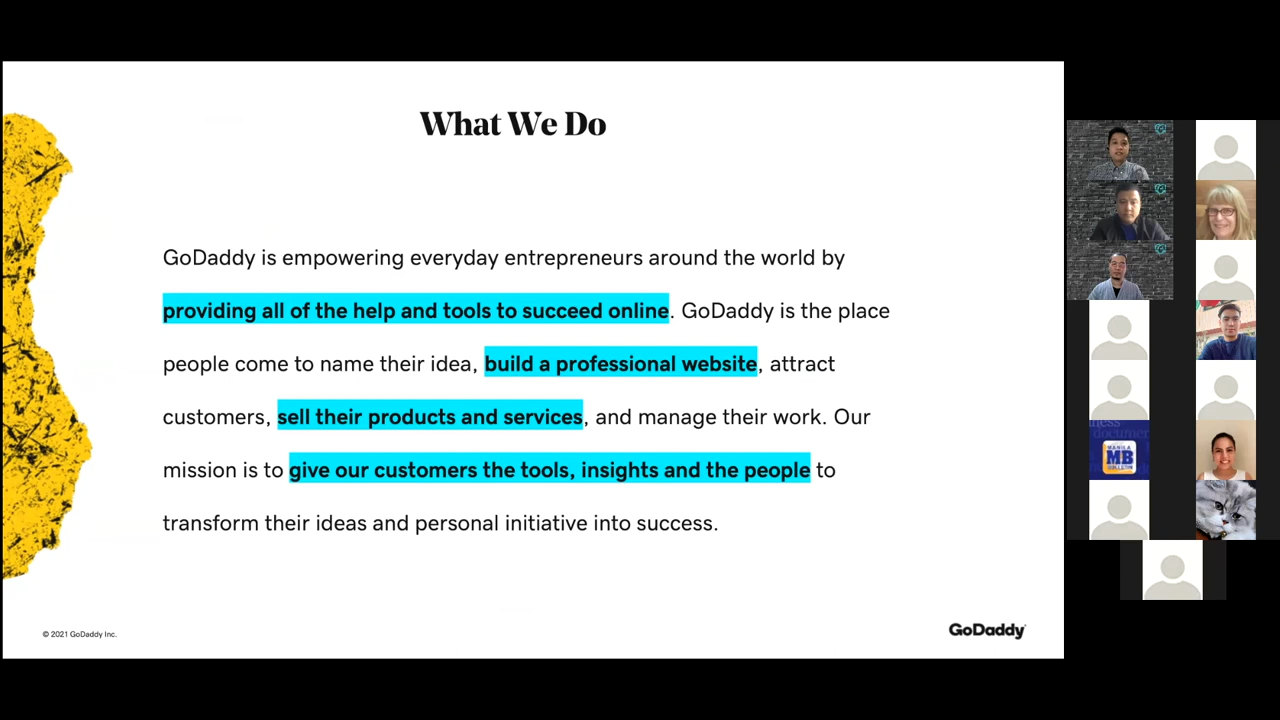 What We Do
GoDaddy is empowering everyday entrepreneurs around the world by
providing all of the help and tools to succeed online. GoDaddy is the place
people come to name their idea, build a professional website, attract
customers, sell their products and services, and manage their work. Our
mission is to give our customers the tools, insights and the people to
transform their ideas and personal initiative into success.
© 2021 GoDaddy Inc.
GoDaddy
MANILA
MB
BULLETIN